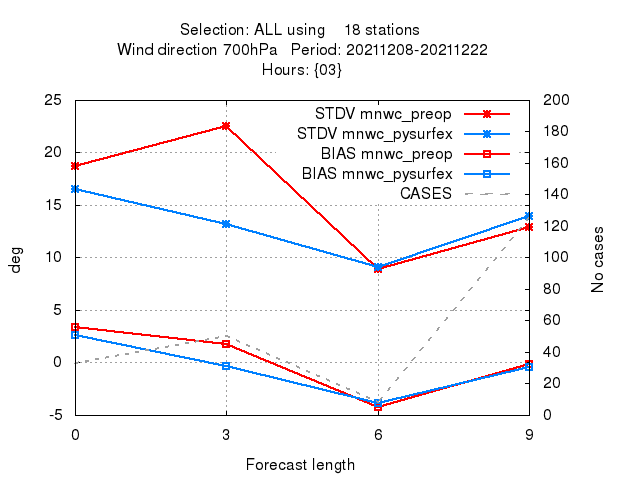 Selection: ALL using 18 stations
Wind direction 700hPa Period: 20211208-20211222
Hours: {03}
STDV mnwc_preop
STDV mnwc_pysurfex
BIAS mnwc_preop
BIAS mnwc_pysurfex
CASES
25
20
15
10
5
0
-5
deg
200
180
160
140
120
100
80
60
40
20
0
No cases
0 3 6 9
Forecast length